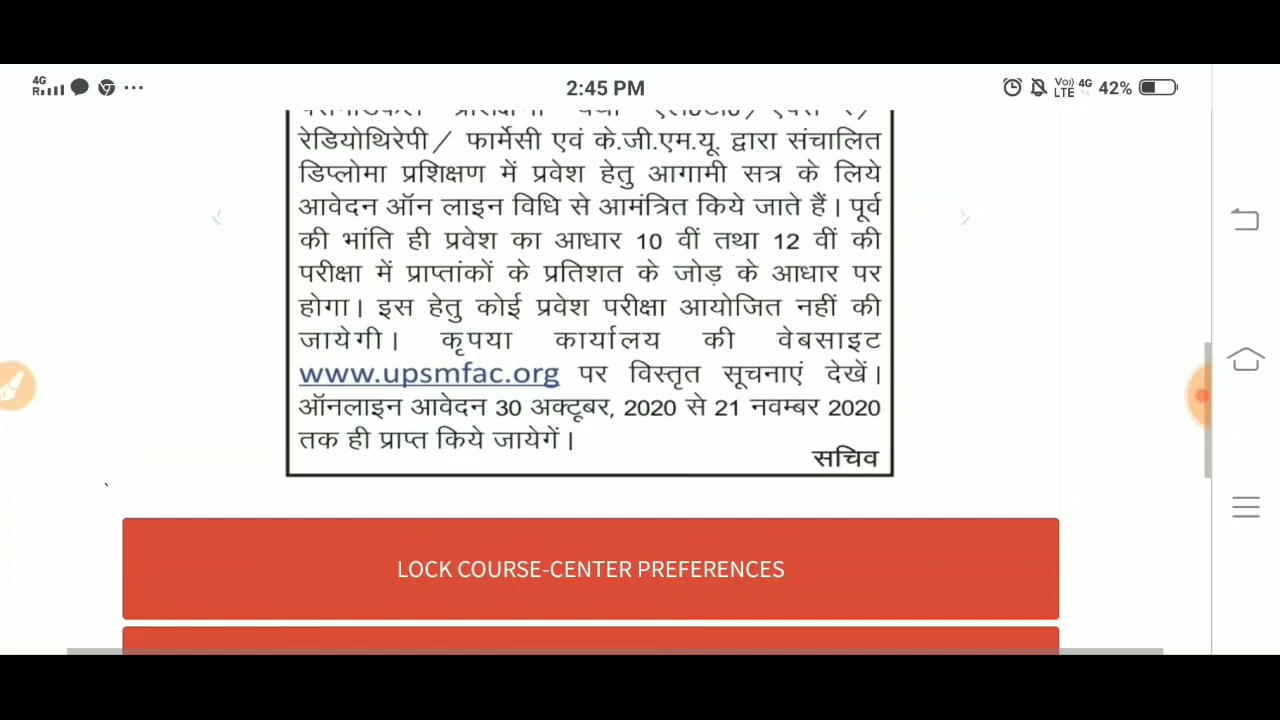 4G
R
2:45 PM
Vo))
LTE
4G
42%
रेडियोथिरेपी / फार्मेसी एवं के.जी.एम.यू. द्वारा संचालित
डिप्लोमा प्रशिक्षण में प्रवेश हेतु आगामी सत्र के लिये
आवेदन ऑन लाइन विधि से आमंत्रित किये जाते हैं। पूर्व
की भांति ही प्रवेश का आधार 10 वीं तथा 12 वीं की
परीक्षा में प्राप्तांकों के प्रतिशत के जोड़ के आधार पर
होगा। इस हेतु कोई प्रवेश परीक्षा आयोजित नहीं की
जायेगी। कृपया कार्यालय की वेबसाइट
www.upsmfac.org पर विस्तृत सूचनाएं देखें।
ऑनलाइन आवेदन 30 अक्टूबर, 2020 से 21 नवम्बर 2020
तक ही प्राप्त किये जायेगें।
सचिव
LOCK COURSE-CENTER PREFERENCES